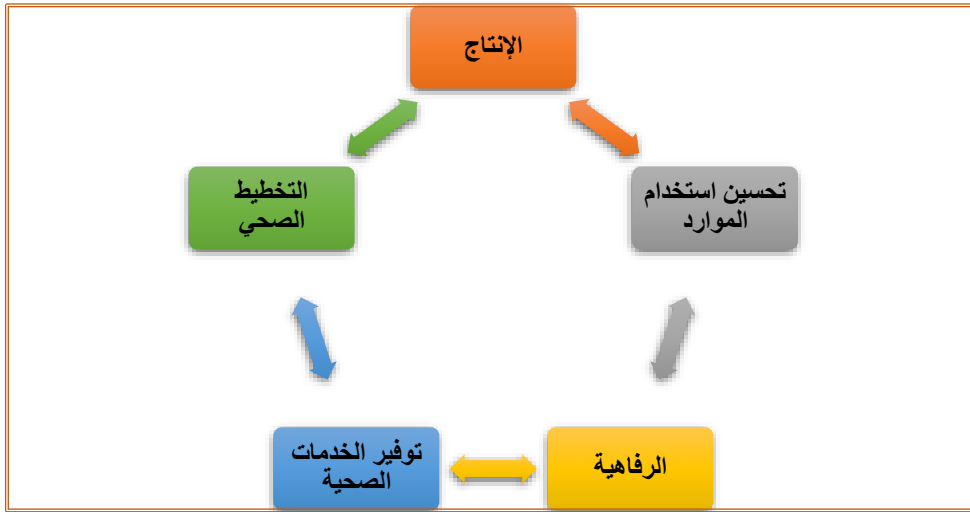 الإنتاج
تحسين استخدام
الموارد
التخطيط
الصحي
الرفاهية
توفير الخدمات
الصحية